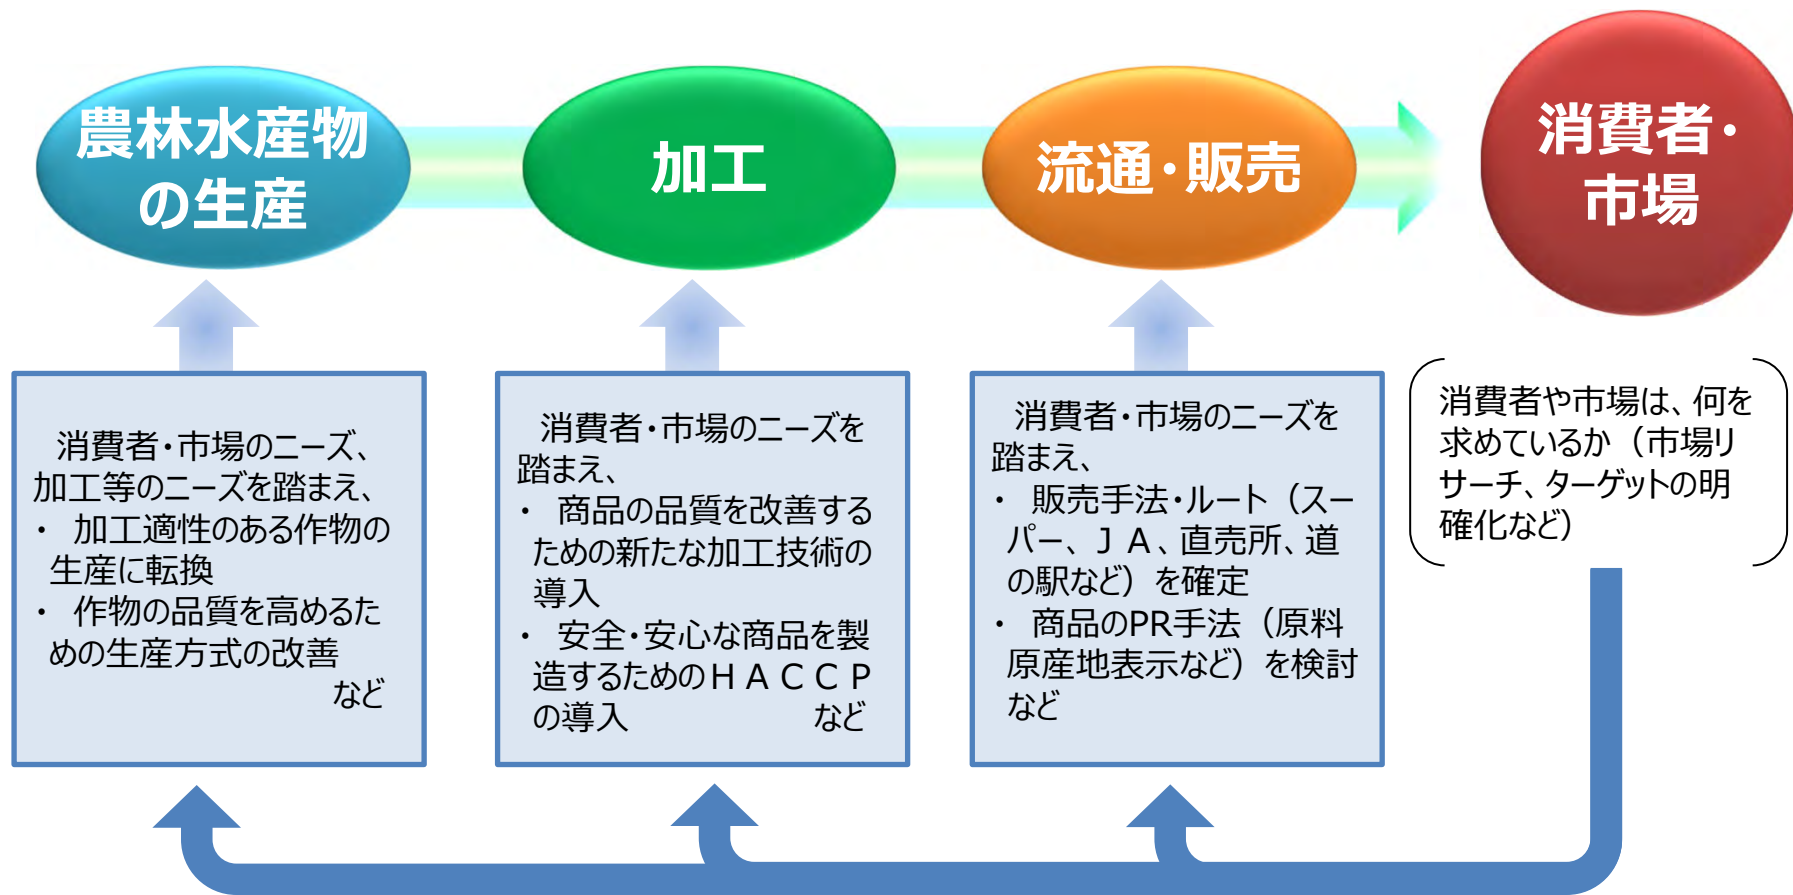 農林水産物
の生産
加工
流通・販売
消費者・
市場
消費者・市場のニーズ、
加工等のニーズを踏まえ、
・ 加工適性のある作物の
生産に転換
・ 作物の品質を高めるた
めの生産方式の改善
など
消費者・市場のニーズを
踏まえ、
・ 商品の品質を改善する
ための新たな加工技術の
導入
・ 安全・安心な商品を製
造するためのＨＡＣＣＰ
の導入 など
消費者・市場のニーズを
踏まえ、
・ 販売手法・ルート（スー
パー、ＪＡ、直売所、道
の駅など）を確定
・ 商品のPR手法（原料
原産地表示など）を検討
など
消費者や市場は、何を
求めているか（市場リ
サーチ、ターゲットの明
確化など）